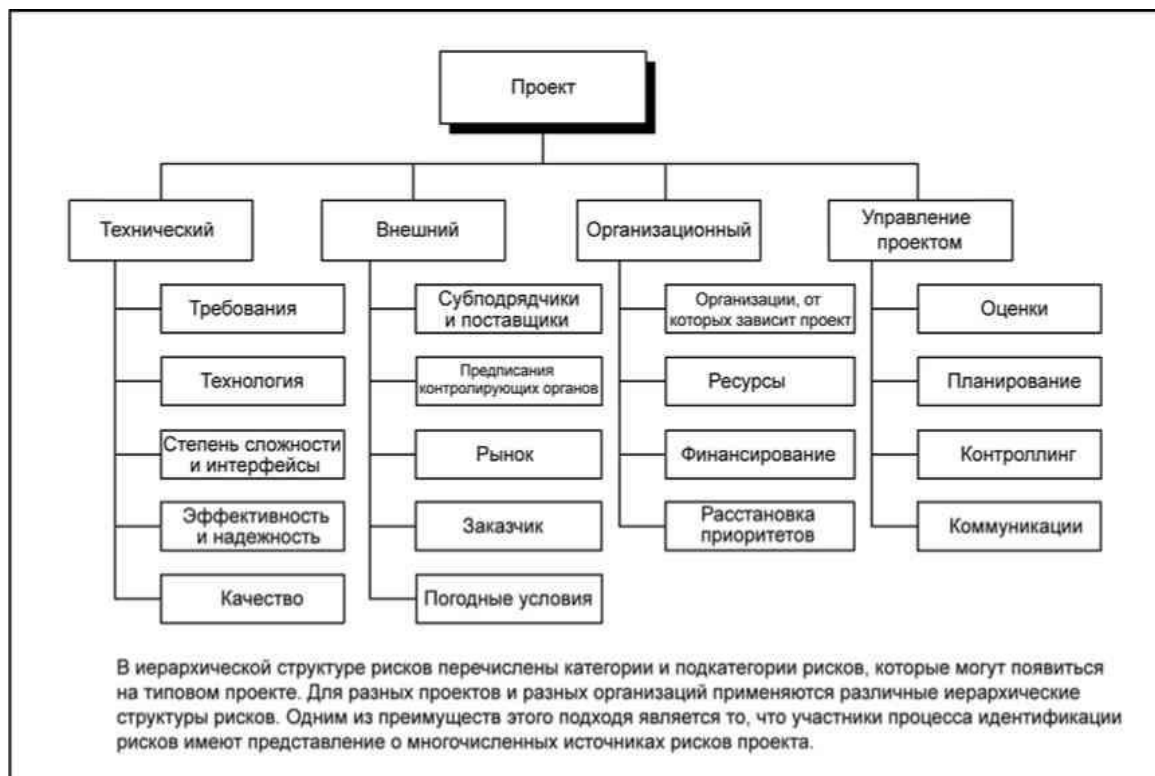 Проект
Технический
Внешний
Организационный
Управление
проектом
Требования
Технология
Степень сложности
и интерфейсы
Эффективность
и надежность
Качество
Субподрядчики
и поставщики
Предписания
контролирующих органов
Рынок
Заказчик
Погодные условия
Организации, от
которых зависит проект
Ресурсы
Финансирование
Расстановка
приоритетов
Оценки
Планирование
Контроллинг
Коммуникации
В иерархической структуре рисков перечислены категории и подкатегории рисков, которые могут появиться
на типовом проекте. Для разных проектов и разных организаций применяются различные иерархические
структуры рисков. Одним из преимуществ этого подходя является то, что участники процесса идентификации
рисков имеют представление о многочисленных источниках рисков проекта.